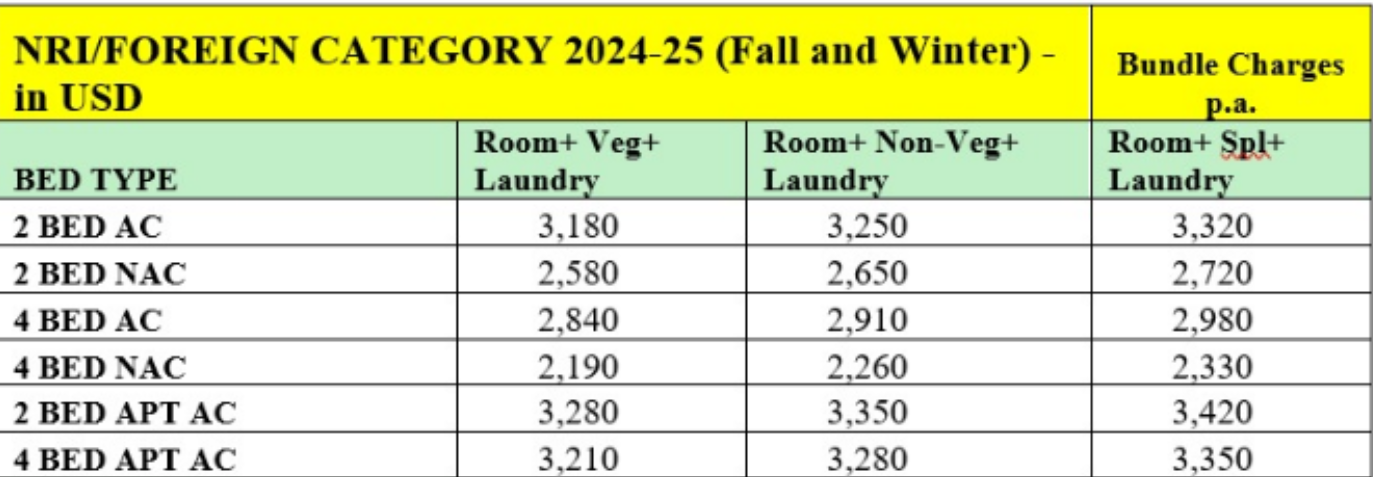 NRI/FOREIGN CATEGORY 2024-25 (Fall and Winter) -
in USD
Bundle Charges
p.a.
BED TYPE
Room+ Veg+
Laundry
Room+ Non-Veg+
Laundry
Room+ Spl+
Laundry
2 BED AC 3,180 3,250 3,320
2 BED NAC 2,580 2,650 2,720
4 BED AC 2,840 2,910 2,980
4 BED NAC 2,190 2,260 2,330
2 BED APT AC 3,280 3,350 3,420
4 BED APT AC 3,210 3,280 3,350